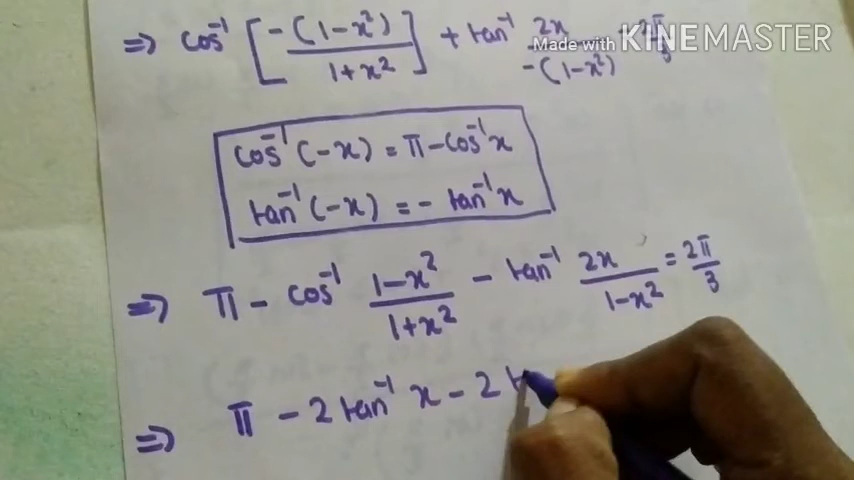 ⇒ cos⁻¹ [ -(1-x²) / 1+x² ] + tan⁻¹ 2x / -(1-x²)
Made with KINEMASTER
cos⁻¹(-x) = π - cos⁻¹x
tan⁻¹(-x) = - tan⁻¹x
⇒ π - cos⁻¹ 1-x² / 1+x² - tan⁻¹ 2x / 1-x² = 2π / 3
⇒ π - 2 tan⁻¹ x - 2 t